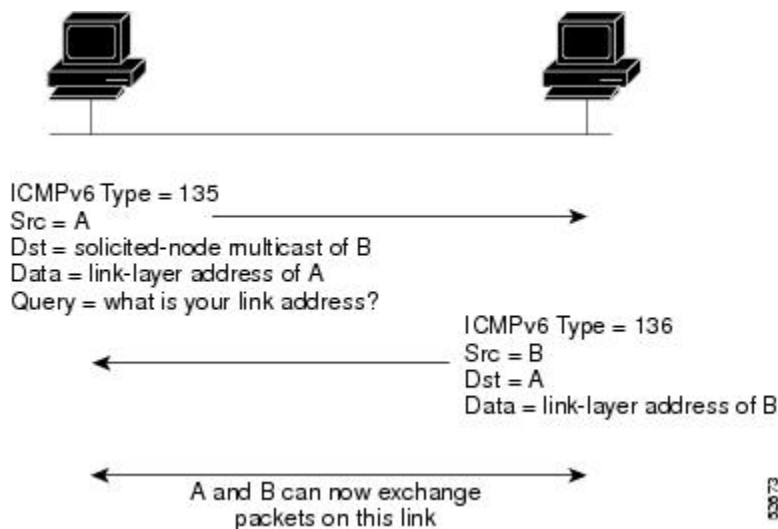 ICMPv6 Type = 135
Src = A
Dst = solicited-node multicast of B
Data = link-layer address of A
Query = what is your link address?
ICMPv6 Type = 136
Src = B
Dst = A
Data = link-layer address of B
A and B can now exchange
packets on this link